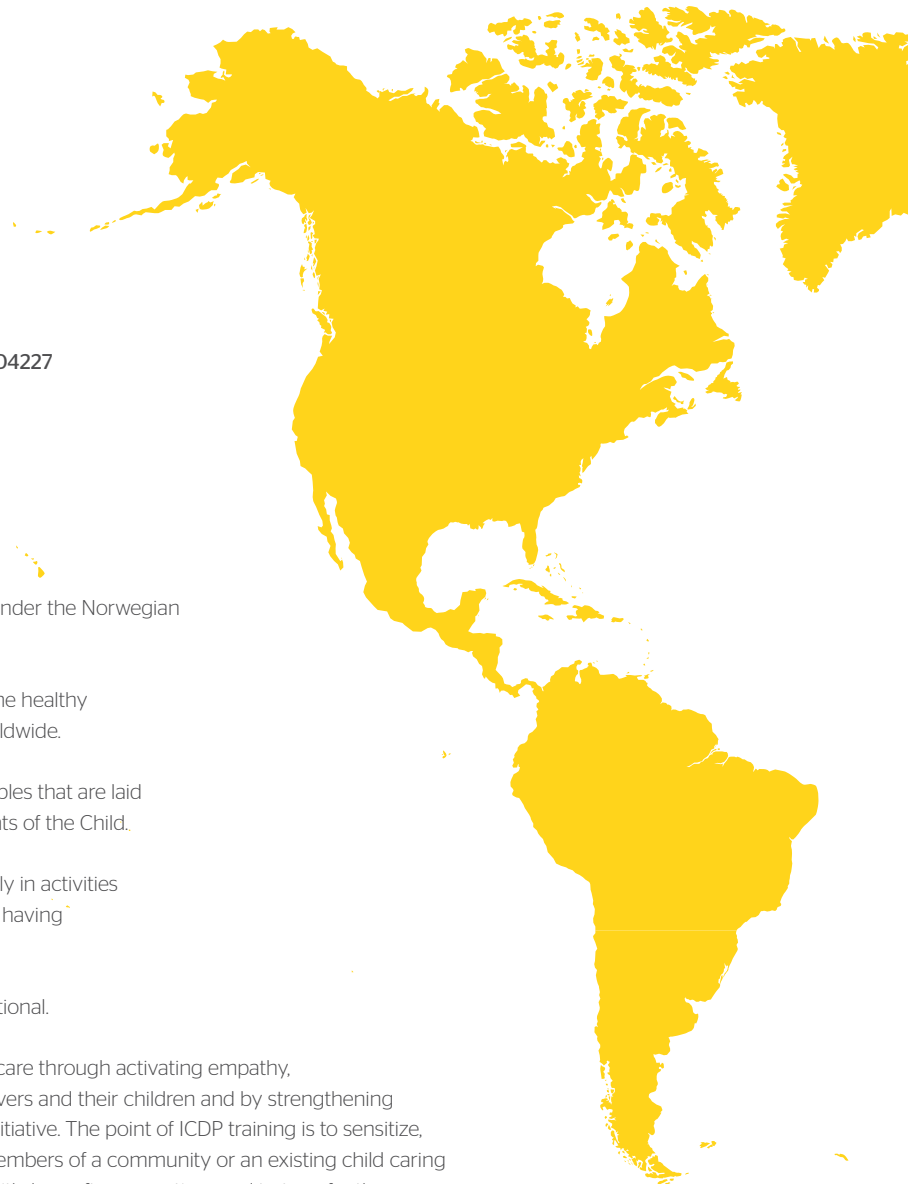 04227
nder the Norwegian
ne healthy
ldwide.
ples that are laid
nts of the Child.
ly in activities
having
tional.
care through activating empathy,
vers and their children and by strengthening
itiative. The point of ICDP training is to sensitize,
embers of a community or an existing child caring